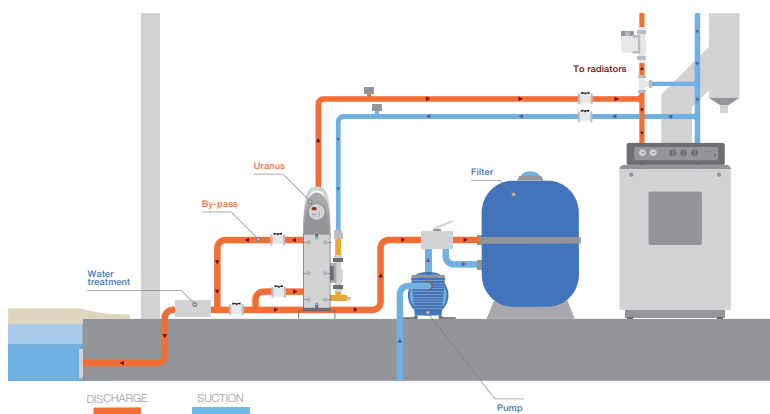 To radiators
Uranus
Filter
By-pass
Water
treatment
DISCHARGE
SUCTION
Pump